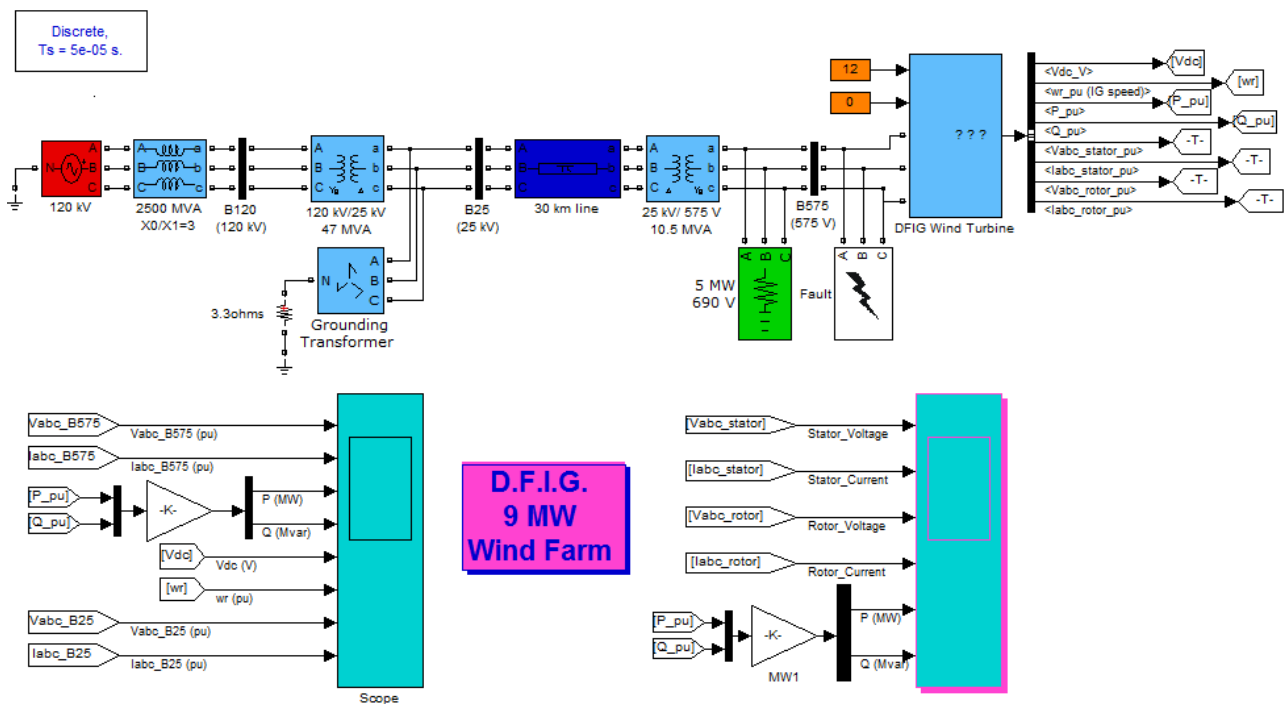 Discrete,
Ts = 5e-05 s.
12
0
[Vdc]
<Vdc_V>
[wr]
<wr_pu (IG speed)>
[P_pu]
<P_pu>
[Q_pu]
<Q_pu>
-T-
<Vabc_stator_pu>
-T-
<Iabc_stator_pu>
-T-
<Vabc_rotor_pu>
-T-
<Iabc_rotor_pu>
? ? ?
DFIG Wind Turbine
N A B C
120 kV
A B C a b c
2500 MVA
X0/X1=3
B120
(120 kV)
A B C a b c
Yg
120 kV/25 kV
47 MVA
B25
(25 kV)
A B C a b c
30 km line
A B C a b c
Yg
25 kV/ 575 V
10.5 MVA
B575
(575 V)
A B C
5 MW
690 V
A B C
Fault
N A B C
3.3ohms
Grounding
Transformer
Vabc_B575
Vabc_B575 (pu)
Iabc_B575
Iabc_B575 (pu)
[P_pu]
[Q_pu]
-K-
P (MW)
Q (Mvar)
[Vdc]
Vdc (V)
[wr]
wr (pu)
Vabc_B25
Vabc_B25 (pu)
Iabc_B25
Iabc_B25 (pu)
Scope
D.F.I.G.
9 MW
Wind Farm
[Vabc_stator]
Stator_Voltage
[Iabc_stator]
Stator_Current
[Vabc_rotor]
Rotor_Voltage
[Iabc_rotor]
Rotor_Current
[P_pu]
[Q_pu]
-K-
MW1
P (MW)
Q (Mvar)